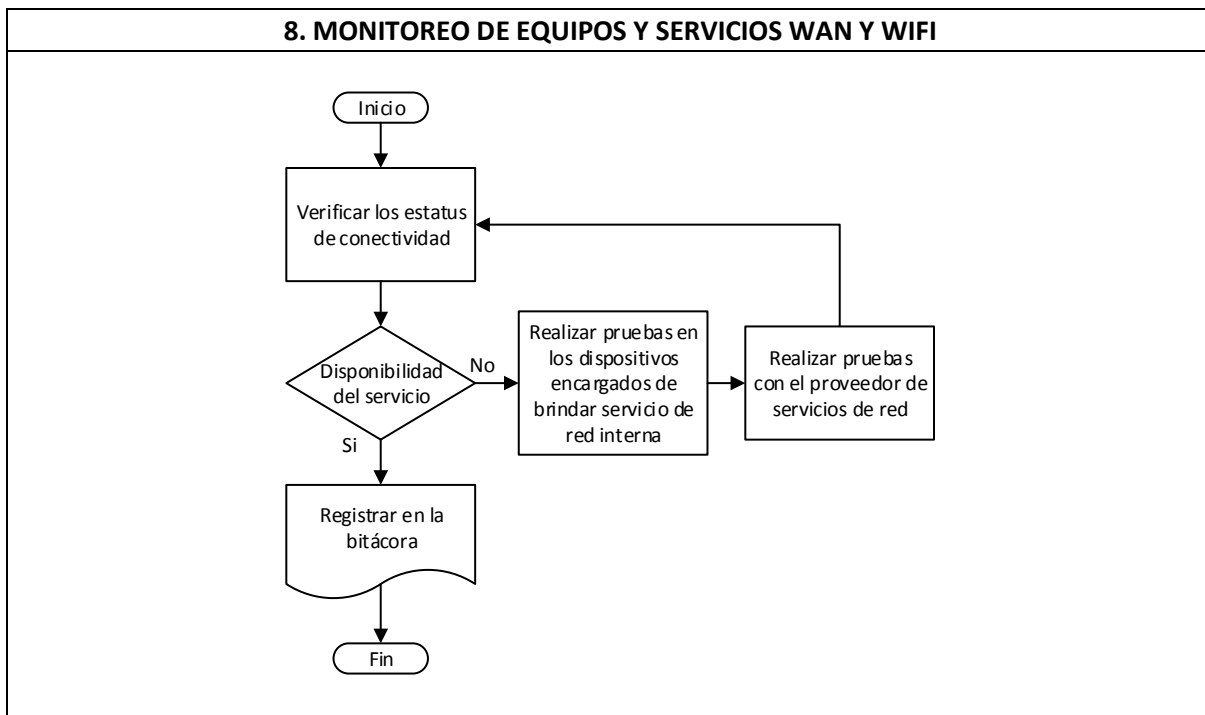 8. MONITOREO DE EQUIPOS Y SERVICIOS WAN Y WIFI
Inicio
Verificar los estatus
de conectividad
Disponibilidad
del servicio
No
Realizar pruebas en
los dispositivos
encargados de
brindar servicio de
red interna
Realizar pruebas
con el proveedor de
servicios de red
Si
Registrar en la
bitácora
Fin